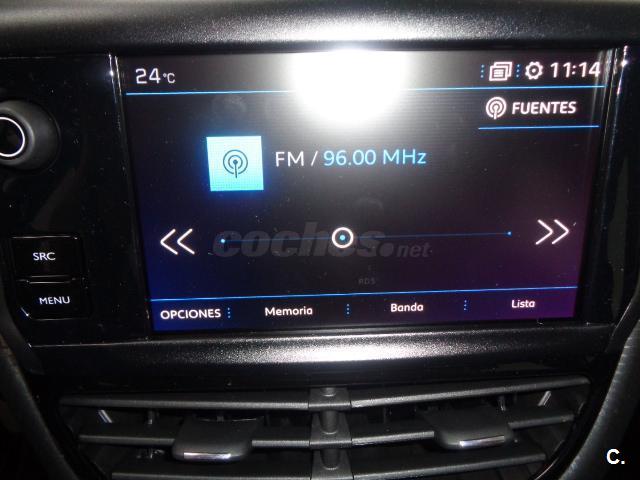 24°C 11:14
FUENTES
FM / 96.00 MHz
coches.net
SRC
RDS
MENU
OPCIONES Memoria Banda Lista
C.